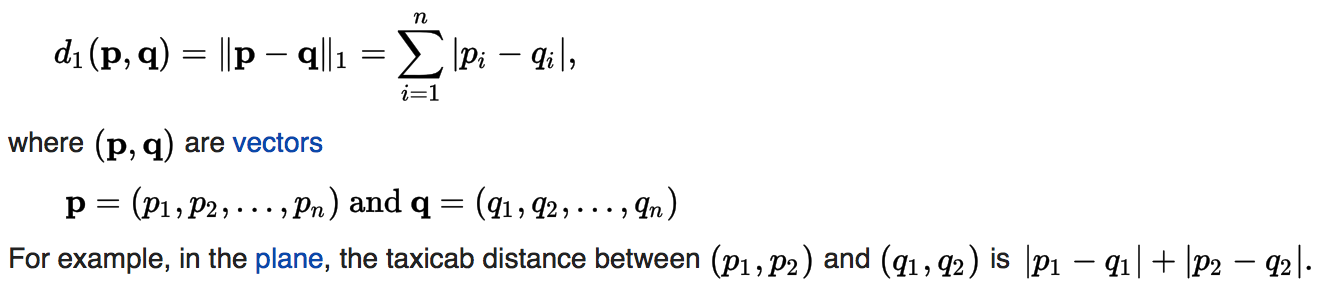 d₁(𝐩, 𝐪) = ‖𝐩 − 𝐪‖₁ = ∑ᵢ₌₁ⁿ |pᵢ − qᵢ|,
where (𝐩, 𝐪) are vectors
𝐩 = (p₁, p₂, …, pₙ) and 𝐪 = (q₁, q₂, …, qₙ)
For example, in the plane, the taxicab distance between (p₁, p₂) and (q₁, q₂) is |p₁ − q₁| + |p₂ − q₂|.